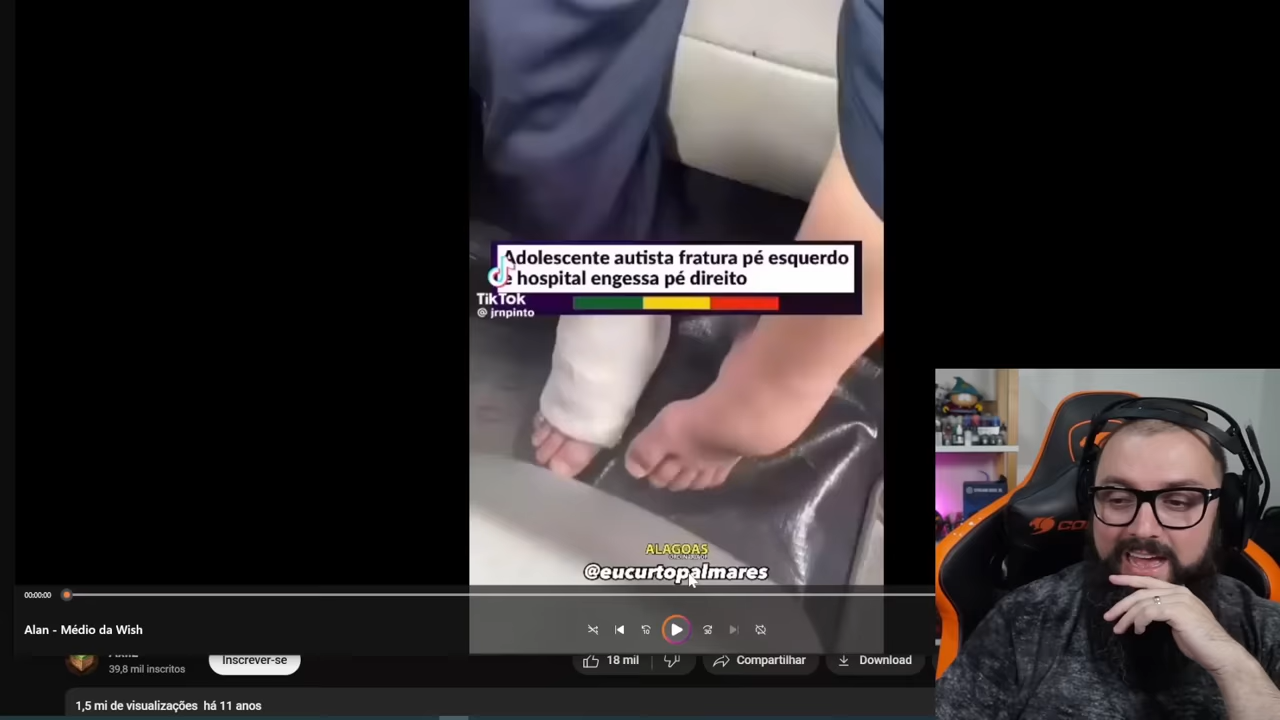 Adolescente autista fratura pé esquerdo
e hospital engessa pé direito
TikTok
@ jrnpinto
ALAGOAS
@eucurtopalmares
00:00:00
Alan - Médio da Wish
10
30
39,8 mil inscritos
Inscrever-se
18 mil
Compartilhar
Download
1,5 mi de visualizações há 11 anos